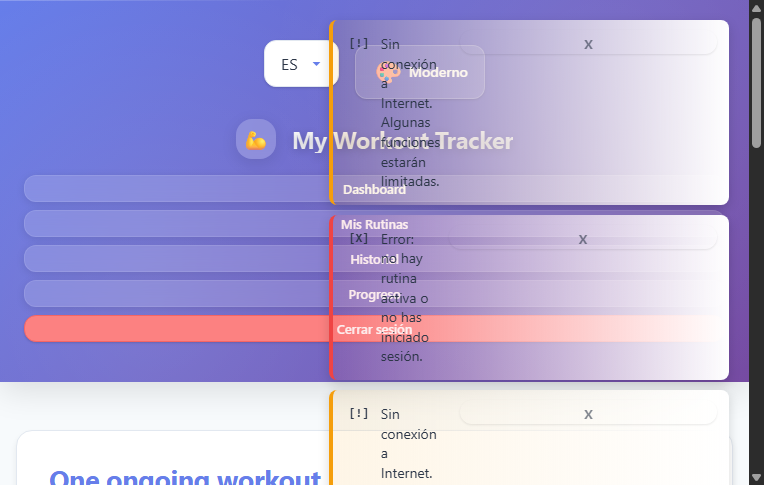 ES
Moderno
My Workout Tracker
Dashboard
Mis Rutinas
Historial
Progreso
Cerrar sesión
[!] Sin X
conexión
a
Internet.
Algunas
funciones
estarán
limitadas.
[X] Error: X
no hay
rutina
activa o
no has
iniciado
sesión.
[!] Sin X
conexión
a
Internet.
One ongoing workout